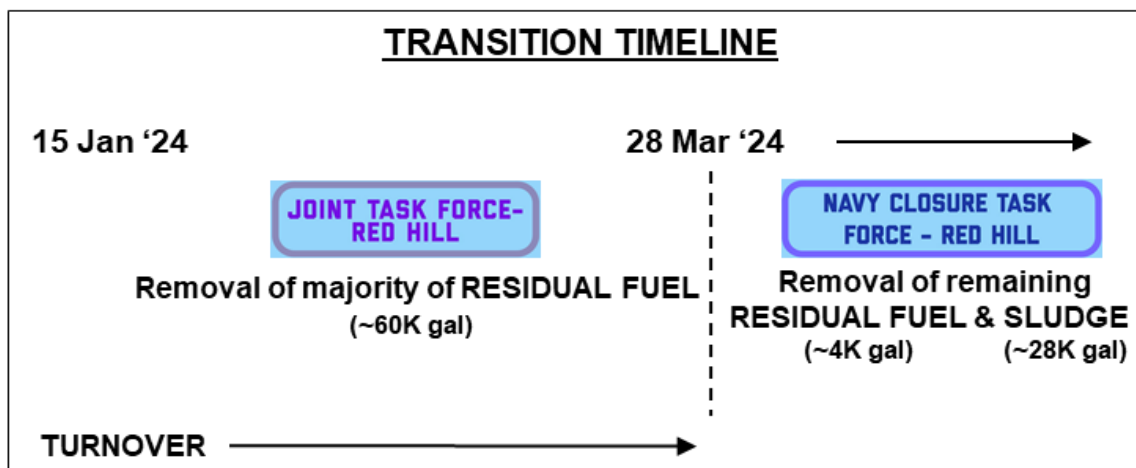 TRANSITION TIMELINE
15 Jan ‘24
28 Mar ‘24
JOINT TASK FORCE-
RED HILL
Removal of majority of RESIDUAL FUEL
(~60K gal)
NAVY CLOSURE TASK
FORCE - RED HILL
Removal of remaining
RESIDUAL FUEL & SLUDGE
(~4K gal) (~28K gal)
TURNOVER